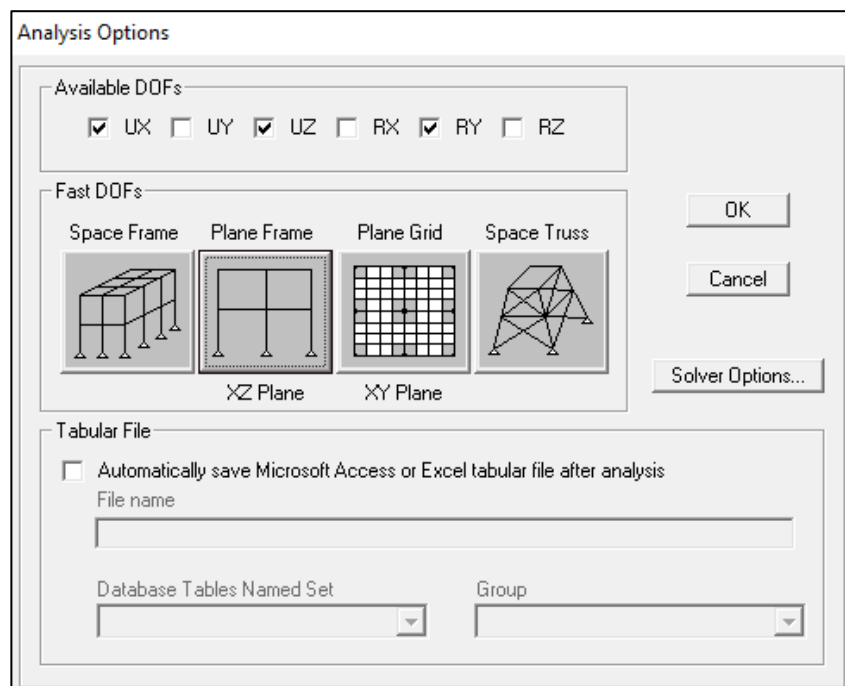 Analysis Options
Available DOFs
UX UY UZ RX RY RZ
Fast DOFs
Space Frame Plane Frame Plane Grid Space Truss
XZ Plane XY Plane
OK
Cancel
Solver Options...
Tabular File
Automatically save Microsoft Access or Excel tabular file after analysis
File name
Database Tables Named Set Group